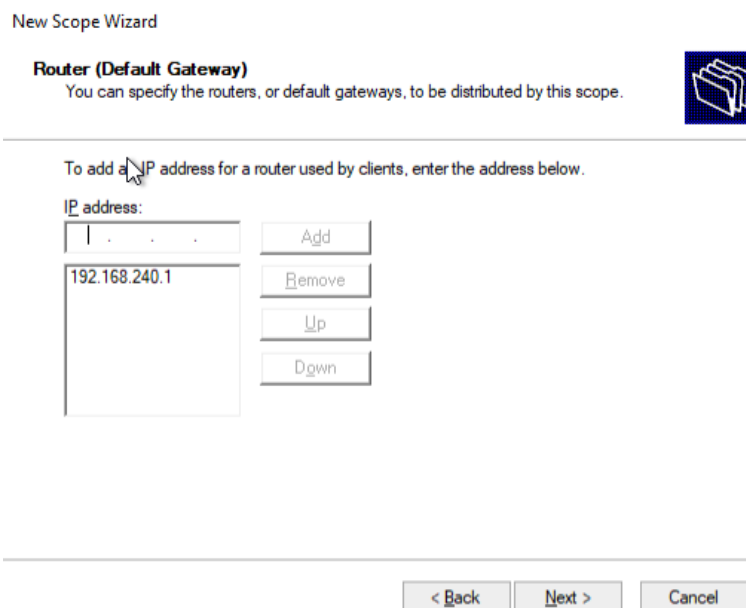 New Scope Wizard
Router (Default Gateway)
You can specify the routers, or default gateways, to be distributed by this scope.
To add an IP address for a router used by clients, enter the address below.
IP address:
. . .
Add
192.168.240.1
Remove
Up
Down
< Back
Next >
Cancel